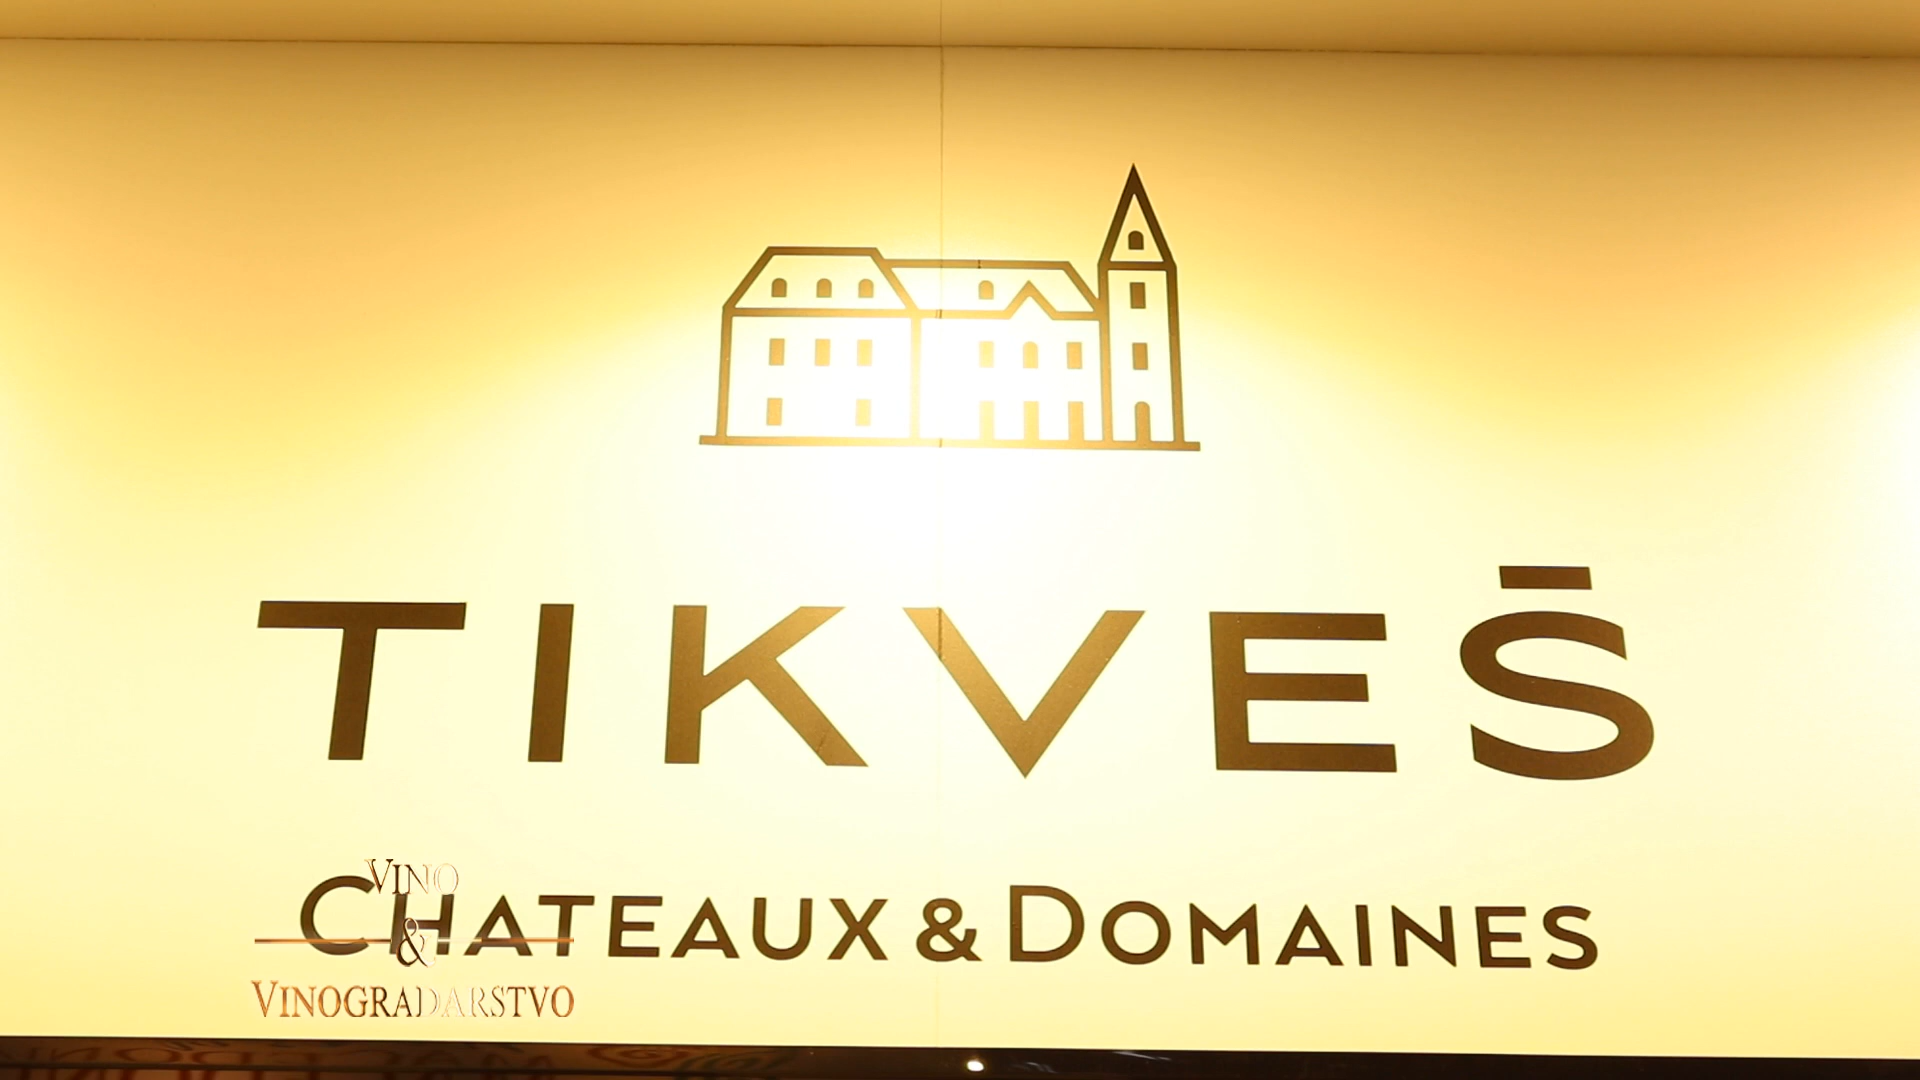 TIKVEŠ
CHATEAUX & DOMAINES
VINO
&
VINOGRADARSTVO